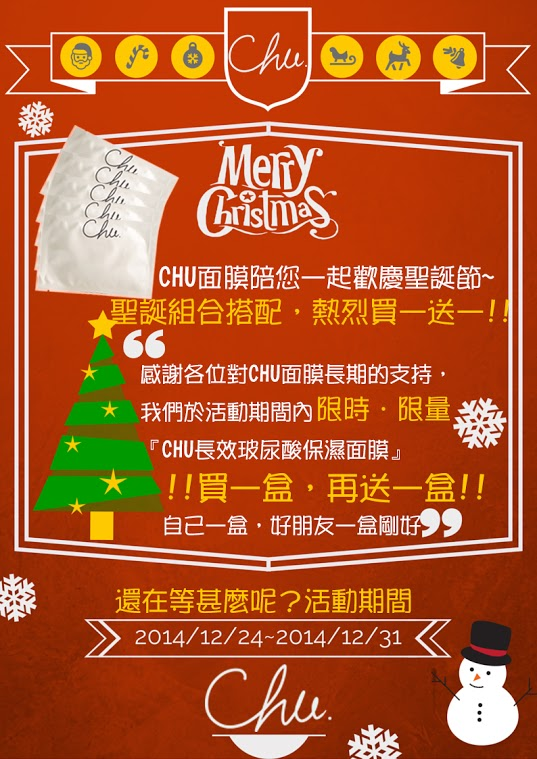 Chu.
Chu.
Chu.
Chu.
Chu.
Chu.
Merry
Christmas
CHU面膜陪您一起歡慶聖誕節~
聖誕組合搭配，熱烈買一送一!!
❝
感謝各位對CHU面膜長期的支持，
我們於活動期間內限時．限量
『CHU長效玻尿酸保濕面膜』
!!買一盒，再送一盒!!
自己一盒，好朋友一盒剛好❞
還在等甚麼呢？活動期間
2014/12/24~2014/12/31
Chu.